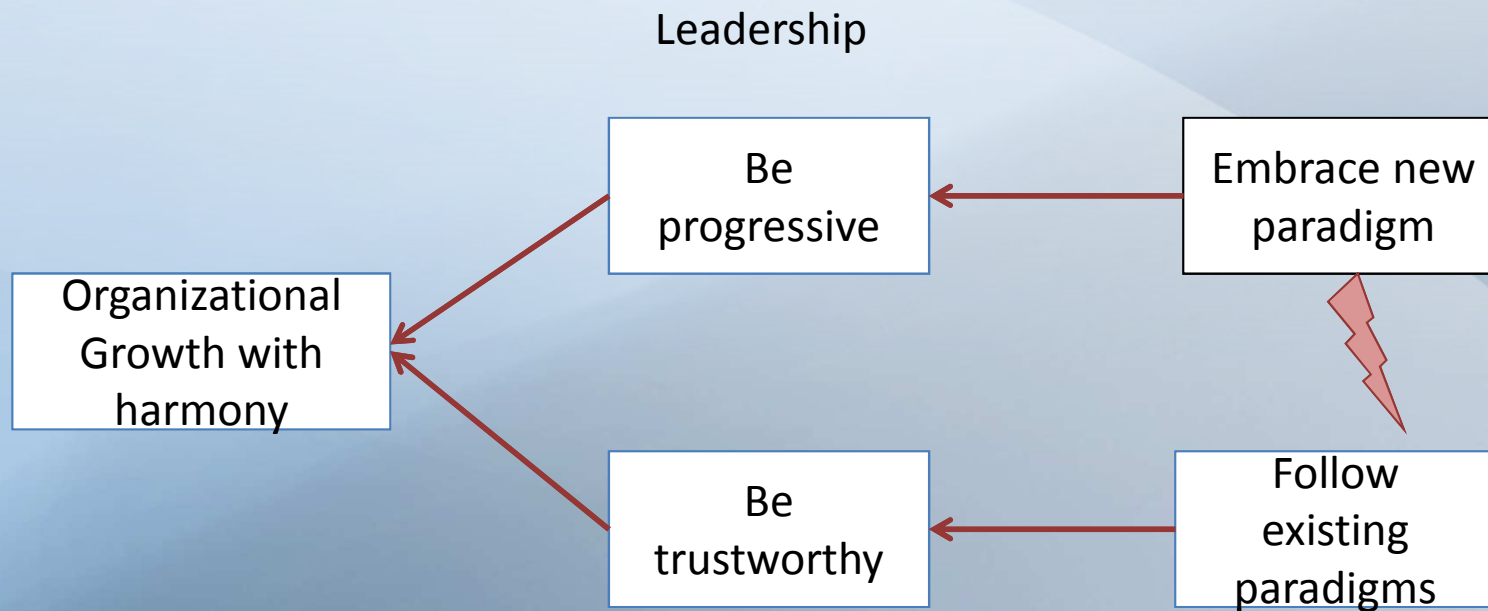 Leadership
Be
progressive
Embrace new
paradigm
Organizational
Growth with
harmony
Be
trustworthy
Follow
existing
paradigms